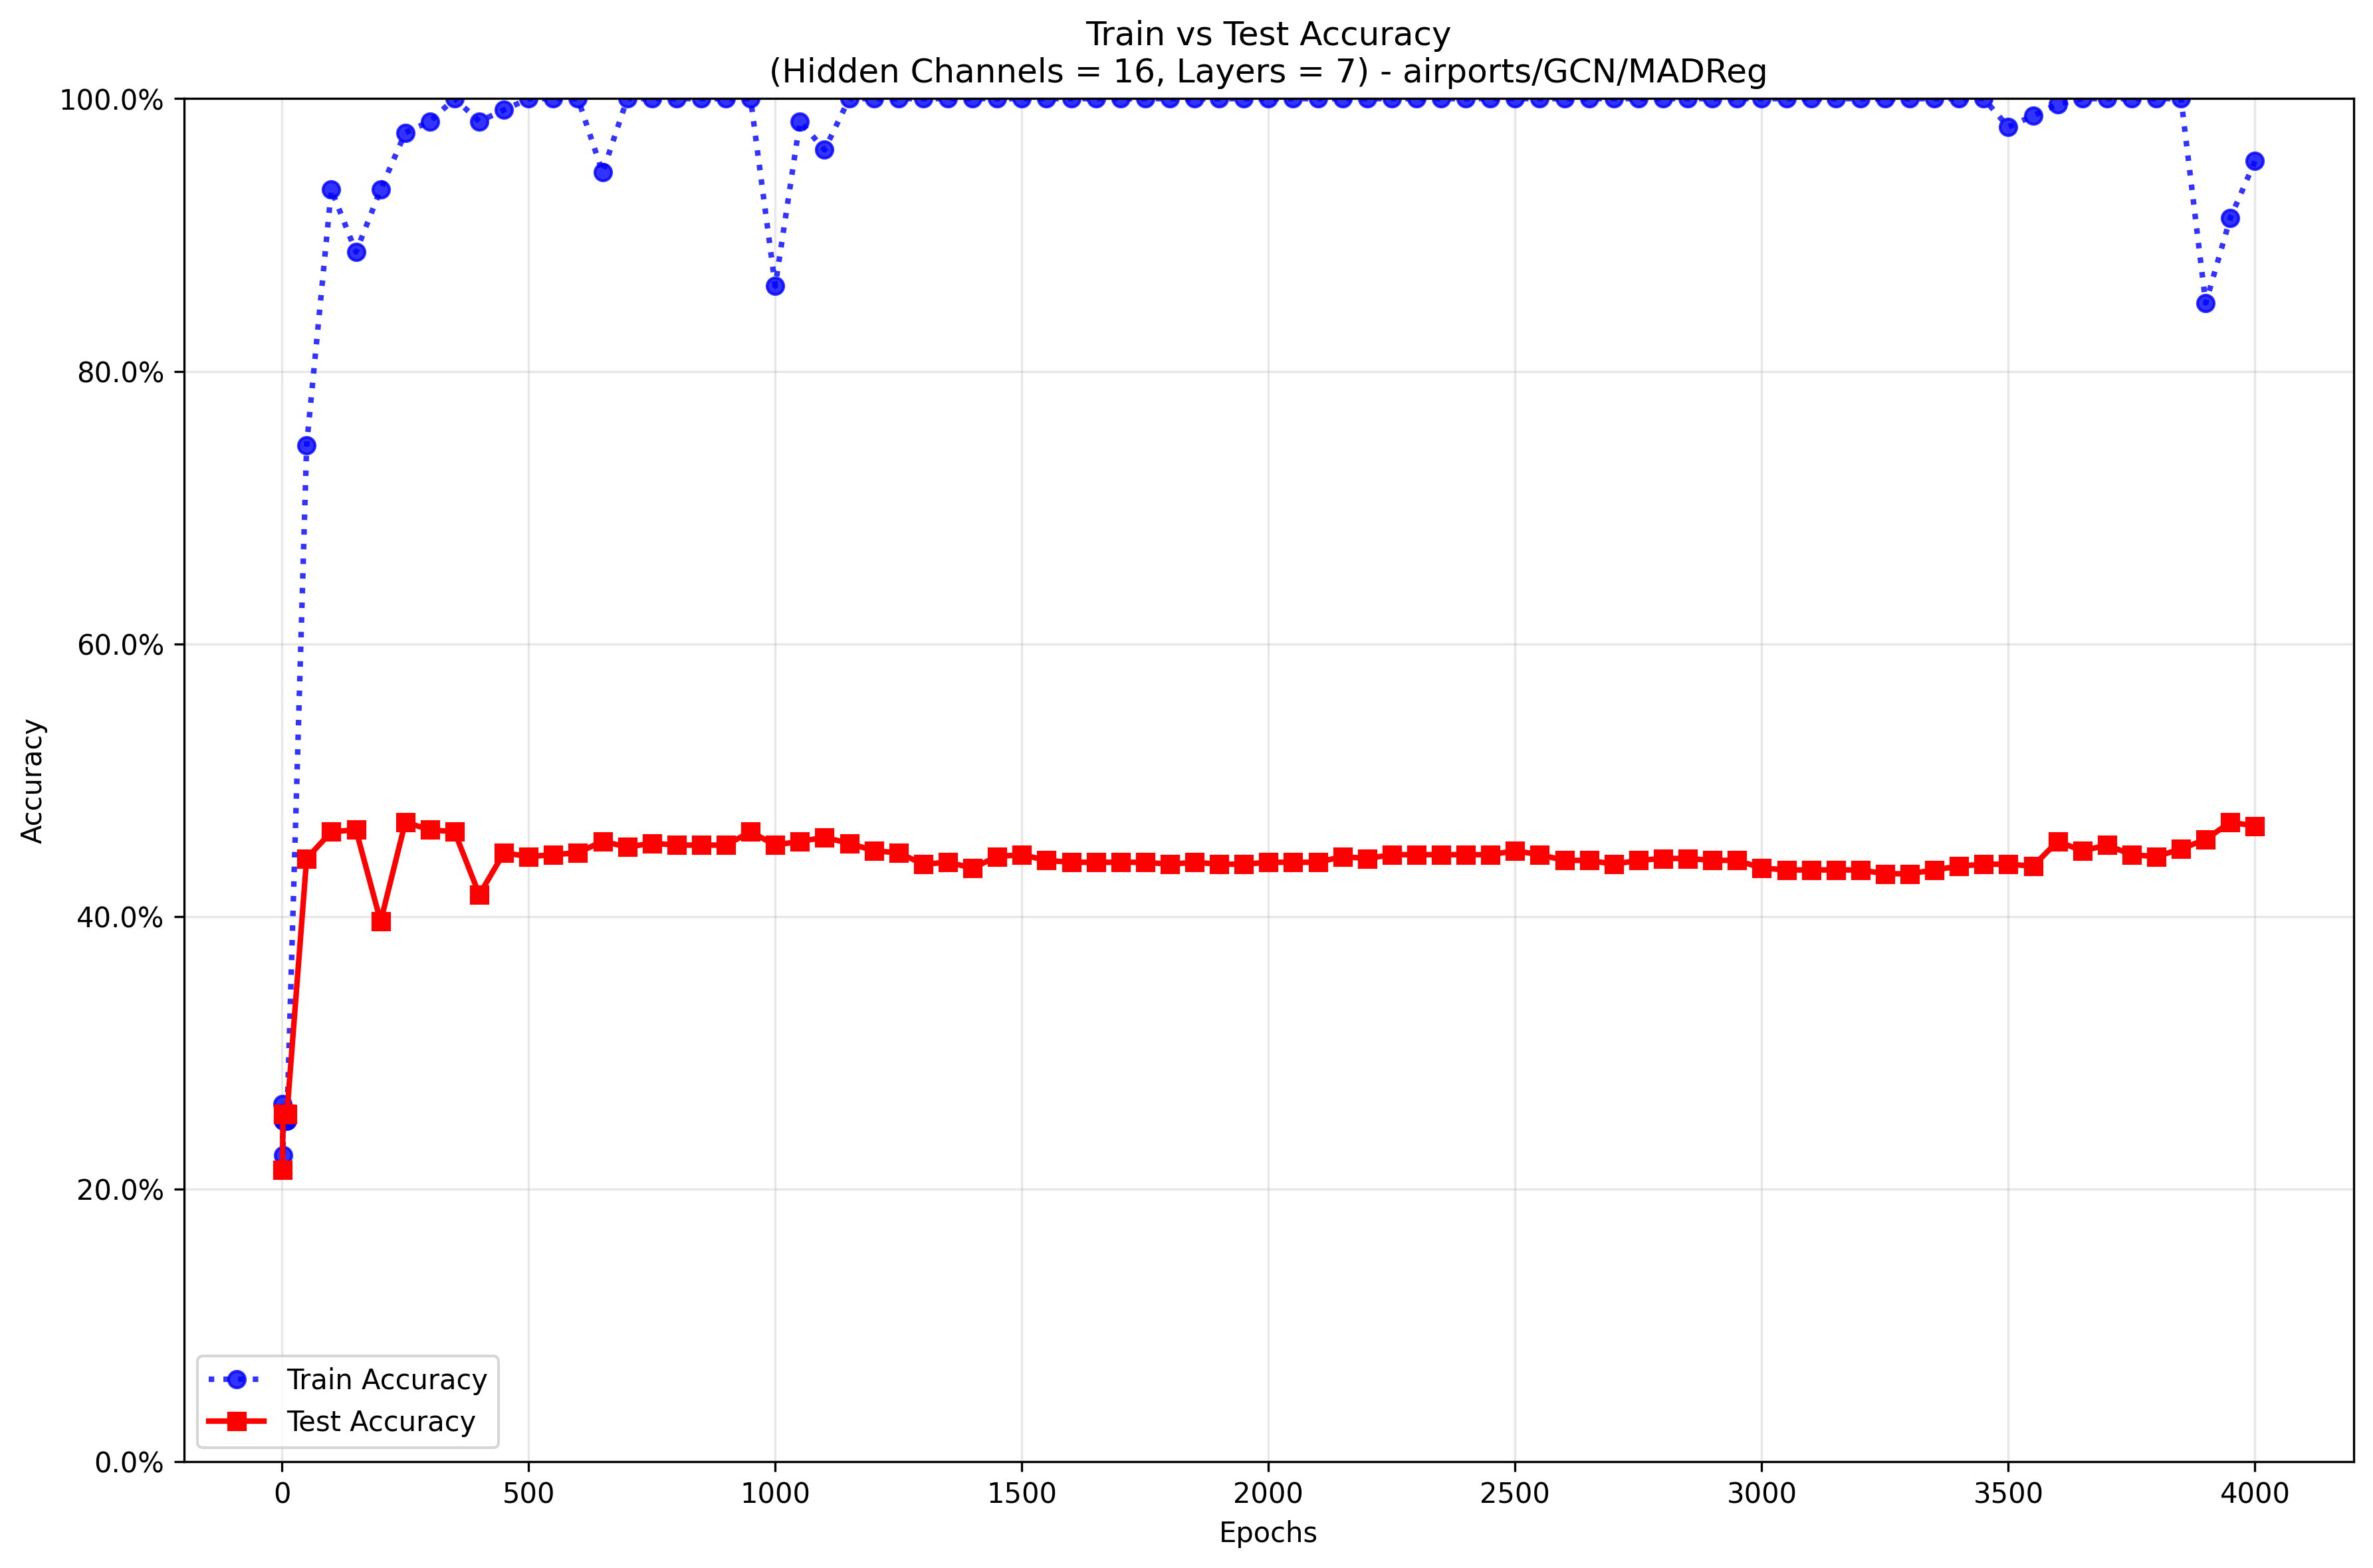 Train vs Test Accuracy
(Hidden Channels = 16, Layers = 7) - airports/GCN/MADReg
100.0%
80.0%
60.0%
40.0%
20.0%
0.0%
Accuracy
Train Accuracy
Test Accuracy
0 500 1000 1500 2000 2500 3000 3500 4000
Epochs